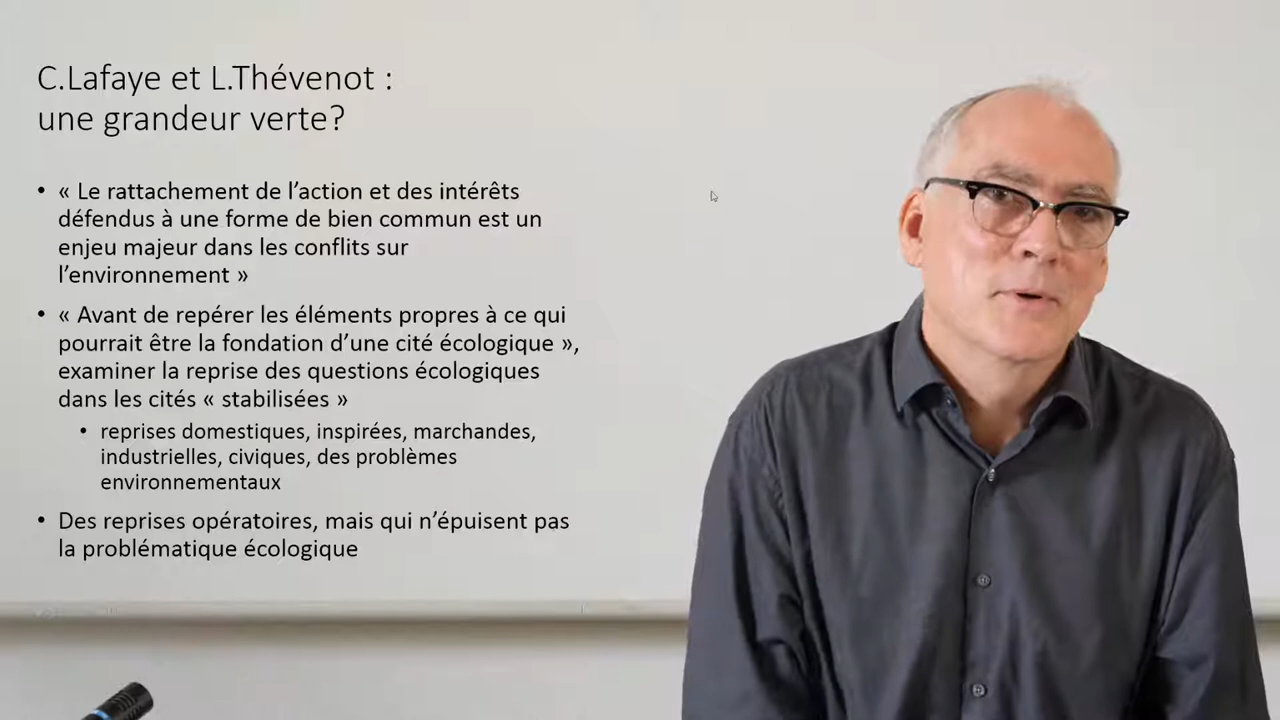 C.Lafaye et L.Thévenot :
une grandeur verte?
• « Le rattachement de l’action et des intérêts
défendus à une forme de bien commun est un
enjeu majeur dans les conflits sur
l’environnement »
• « Avant de repérer les éléments propres à ce qui
pourrait être la fondation d’une cité écologique »,
examiner la reprise des questions écologiques
dans les cités « stabilisées »
• reprises domestiques, inspirées, marchandes,
industrielles, civiques, des problèmes
environnementaux
• Des reprises opératoires, mais qui n’épuisent pas
la problématique écologique